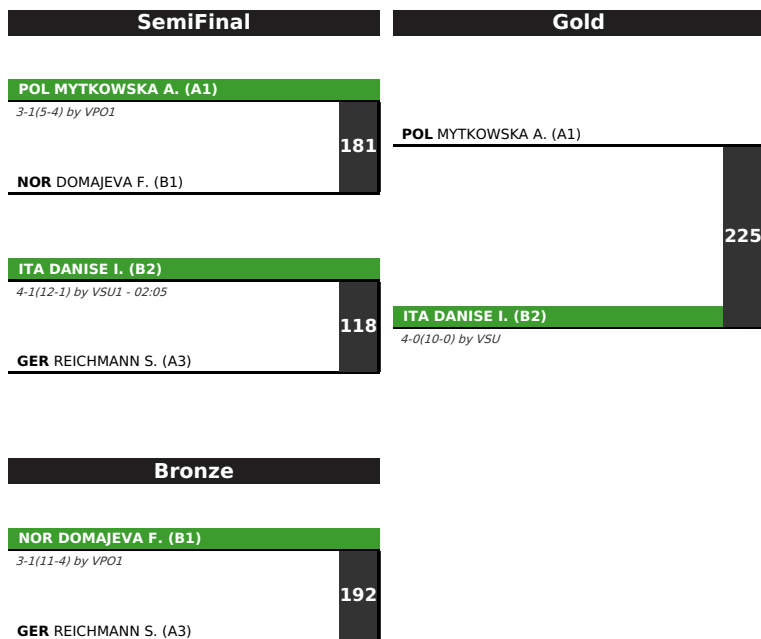 SemiFinal
POL MYTKOWSKA A. (A1)
3-1(5-4) by VPO1
181
NOR DOMAJEVA F. (B1)
ITA DANISE I. (B2)
4-1(12-1) by VSU1 - 02:05
118
GER REICHMANN S. (A3)
Gold
POL MYTKOWSKA A. (A1)
225
ITA DANISE I. (B2)
4-0(10-0) by VSU
Bronze
NOR DOMAJEVA F. (B1)
3-1(11-4) by VPO1
192
GER REICHMANN S. (A3)